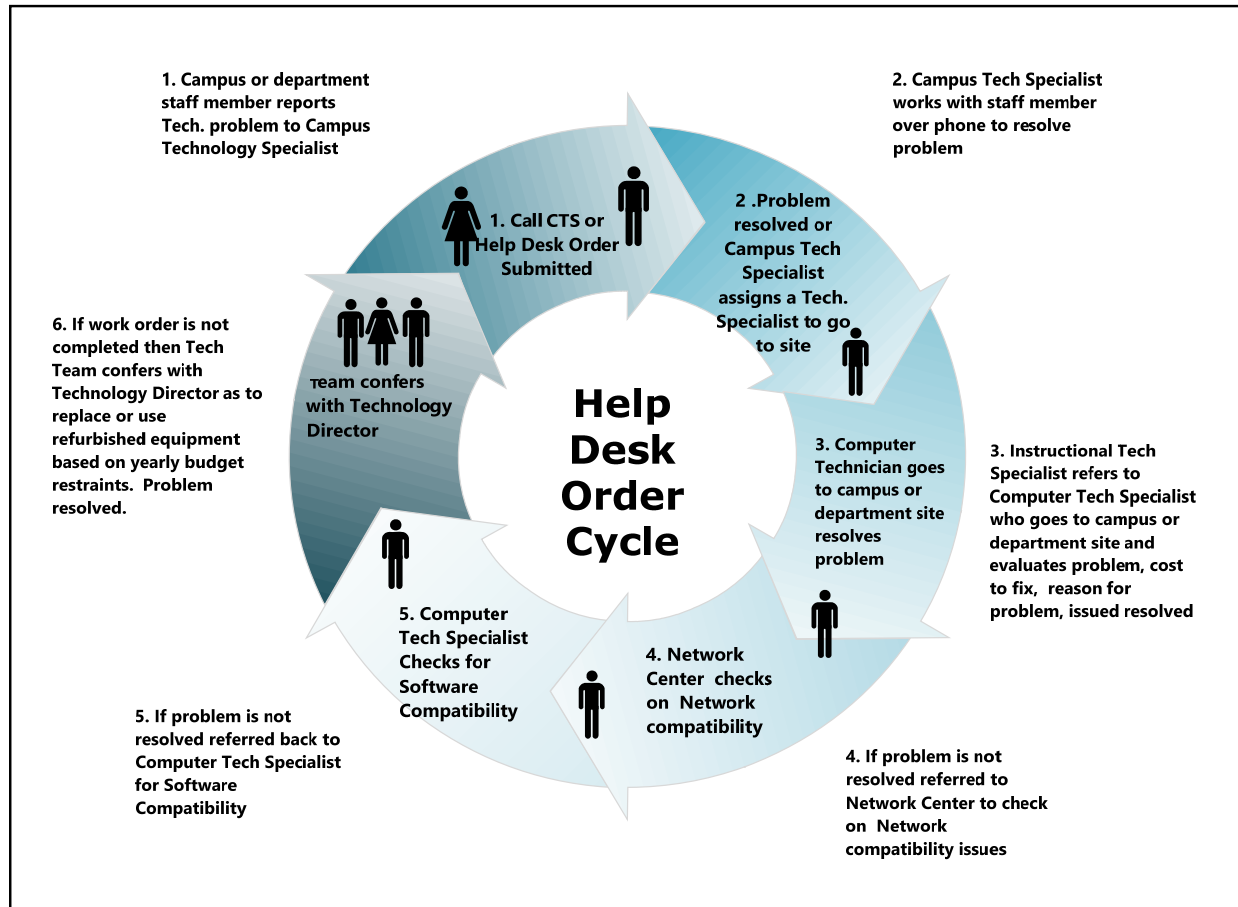 1. Campus or department
staff member reports
Tech. problem to Campus
Technology Specialist
2. Campus Tech Specialist
works with staff member
over phone to resolve
problem
1. Call CTS or
Help Desk Order
Submitted
2 .Problem
resolved or
Campus Tech
Specialist
assigns a Tech.
Specialist to go
to site
6. If work order is not
completed then Tech
Team confers with
Technology Director as to
replace or use
refurbished equipment
based on yearly budget
restraints.  Problem
resolved.
Team confers
with Technology
Director
Help
Desk
Order
Cycle
3. Computer
Technician goes
to campus or
department site
resolves
problem
3. Instructional Tech
Specialist refers to
Computer Tech Specialist
who goes to campus or
department site and
evaluates problem, cost
to fix,  reason for
problem, issued resolved
5. Computer
Tech Specialist
Checks for
Software
Compatibility
4. Network
Center  checks
on  Network
compatibility
5. If problem is not
resolved referred back to
Computer Tech Specialist
for Software
Compatibility
4. If problem is not
resolved referred to
Network Center to check
on  Network
compatibility issues